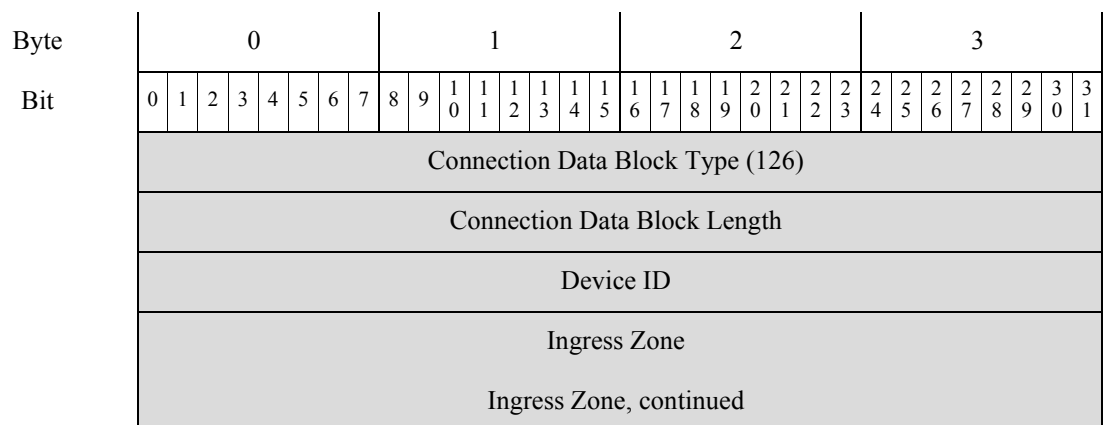 Byte 0 1 2 3
Bit 0 1 2 3 4 5 6 7 8 9 10 11 12 13 14 15 16 17 18 19 20 21 22 23 24 25 26 27 28 29 30 31
Connection Data Block Type (126)
Connection Data Block Length
Device ID
Ingress Zone
Ingress Zone, continued